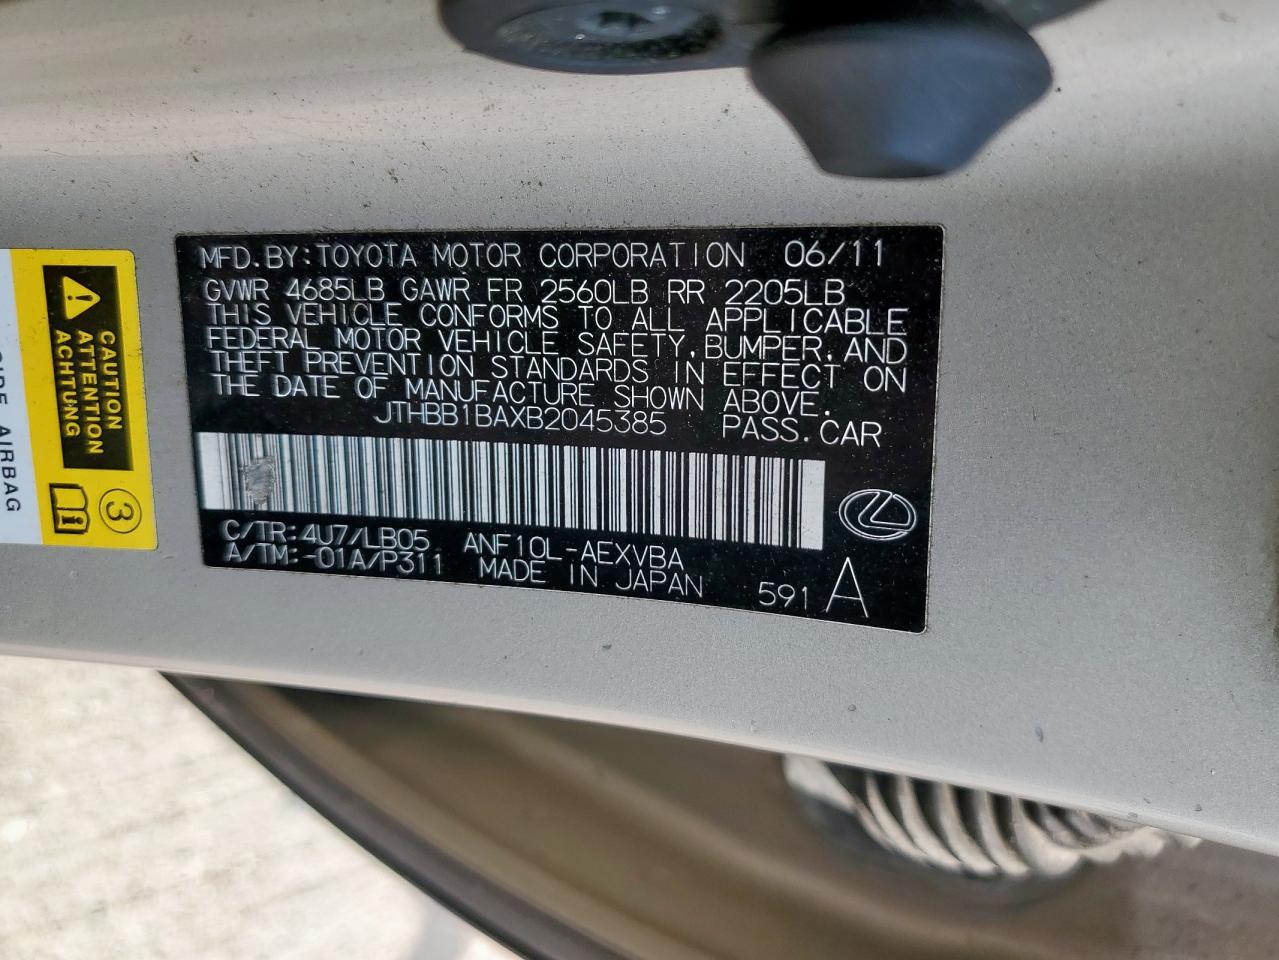 MFD.BY:TOYOTA MOTOR CORPORATION 06/11
GVWR 4685LB GAWR FR 2560LB RR 2205LB
THIS VEHICLE CONFORMS TO ALL APPLICABLE
FEDERAL MOTOR VEHICLE SAFETY,BUMPER,AND
THEFT PREVENTION STANDARDS IN EFFECT ON
THE DATE OF MANUFACTURE SHOWN ABOVE.
JTHBB1BAXB2045385 PASS.CAR
C/TR:4U7/LB05 ANF10L-AEXVBA
A/TM:-01A/P311 MADE IN JAPAN 591 A
CAUTION
ATTENTION
ACHTUNG
3
AIRBAG